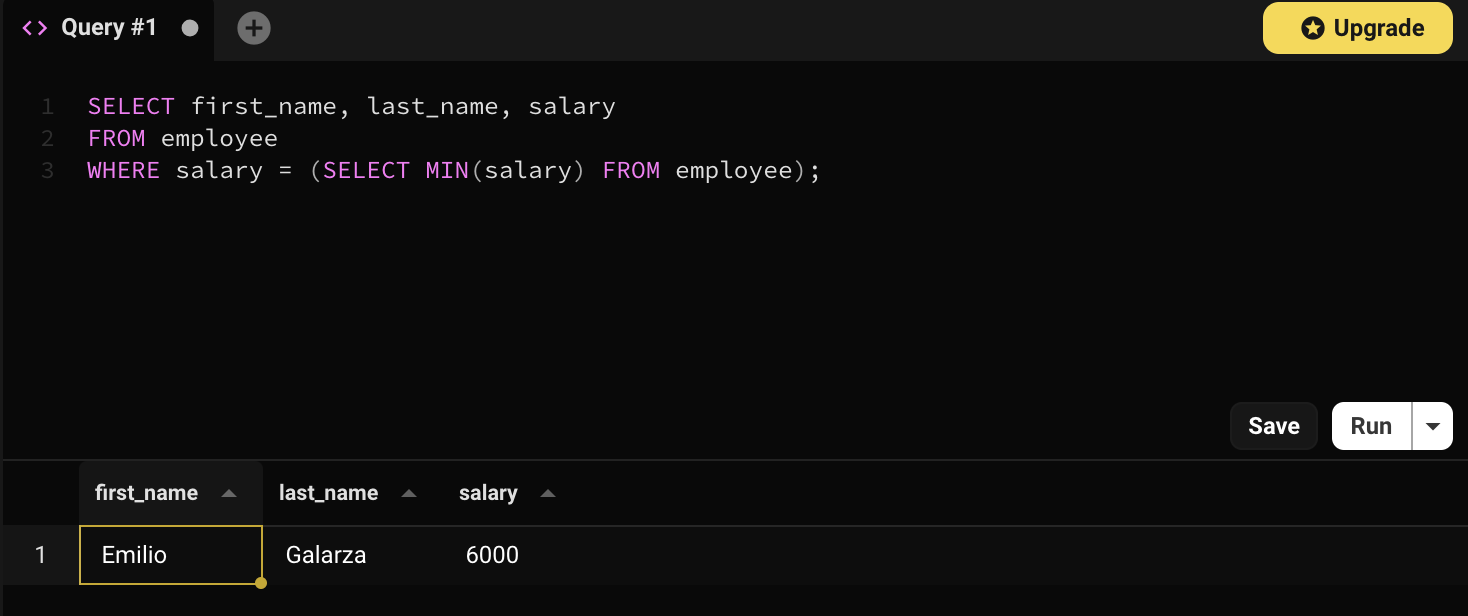 <> Query #1
Upgrade
1 SELECT first_name, last_name, salary
2 FROM employee
3 WHERE salary = (SELECT MIN(salary) FROM employee);
Save Run
first_name last_name salary
1 Emilio Galarza 6000